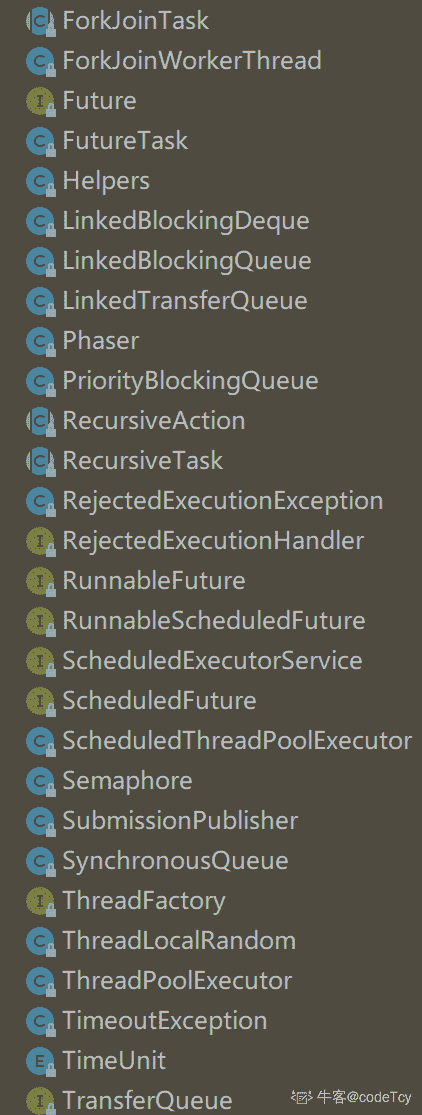 ForkJoinTask
ForkJoinWorkerThread
Future
FutureTask
Helpers
LinkedBlockingDeque
LinkedBlockingQueue
LinkedTransferQueue
Phaser
PriorityBlockingQueue
RecursiveAction
RecursiveTask
RejectedExecutionException
RejectedExecutionHandler
RunnableFuture
RunnableScheduledFuture
ScheduledExecutorService
ScheduledFuture
ScheduledThreadPoolExecutor
Semaphore
SubmissionPublisher
SynchronousQueue
ThreadFactory
ThreadLocalRandom
ThreadPoolExecutor
TimeoutException
TimeUnit
TransferQueue
牛客@codeTcy